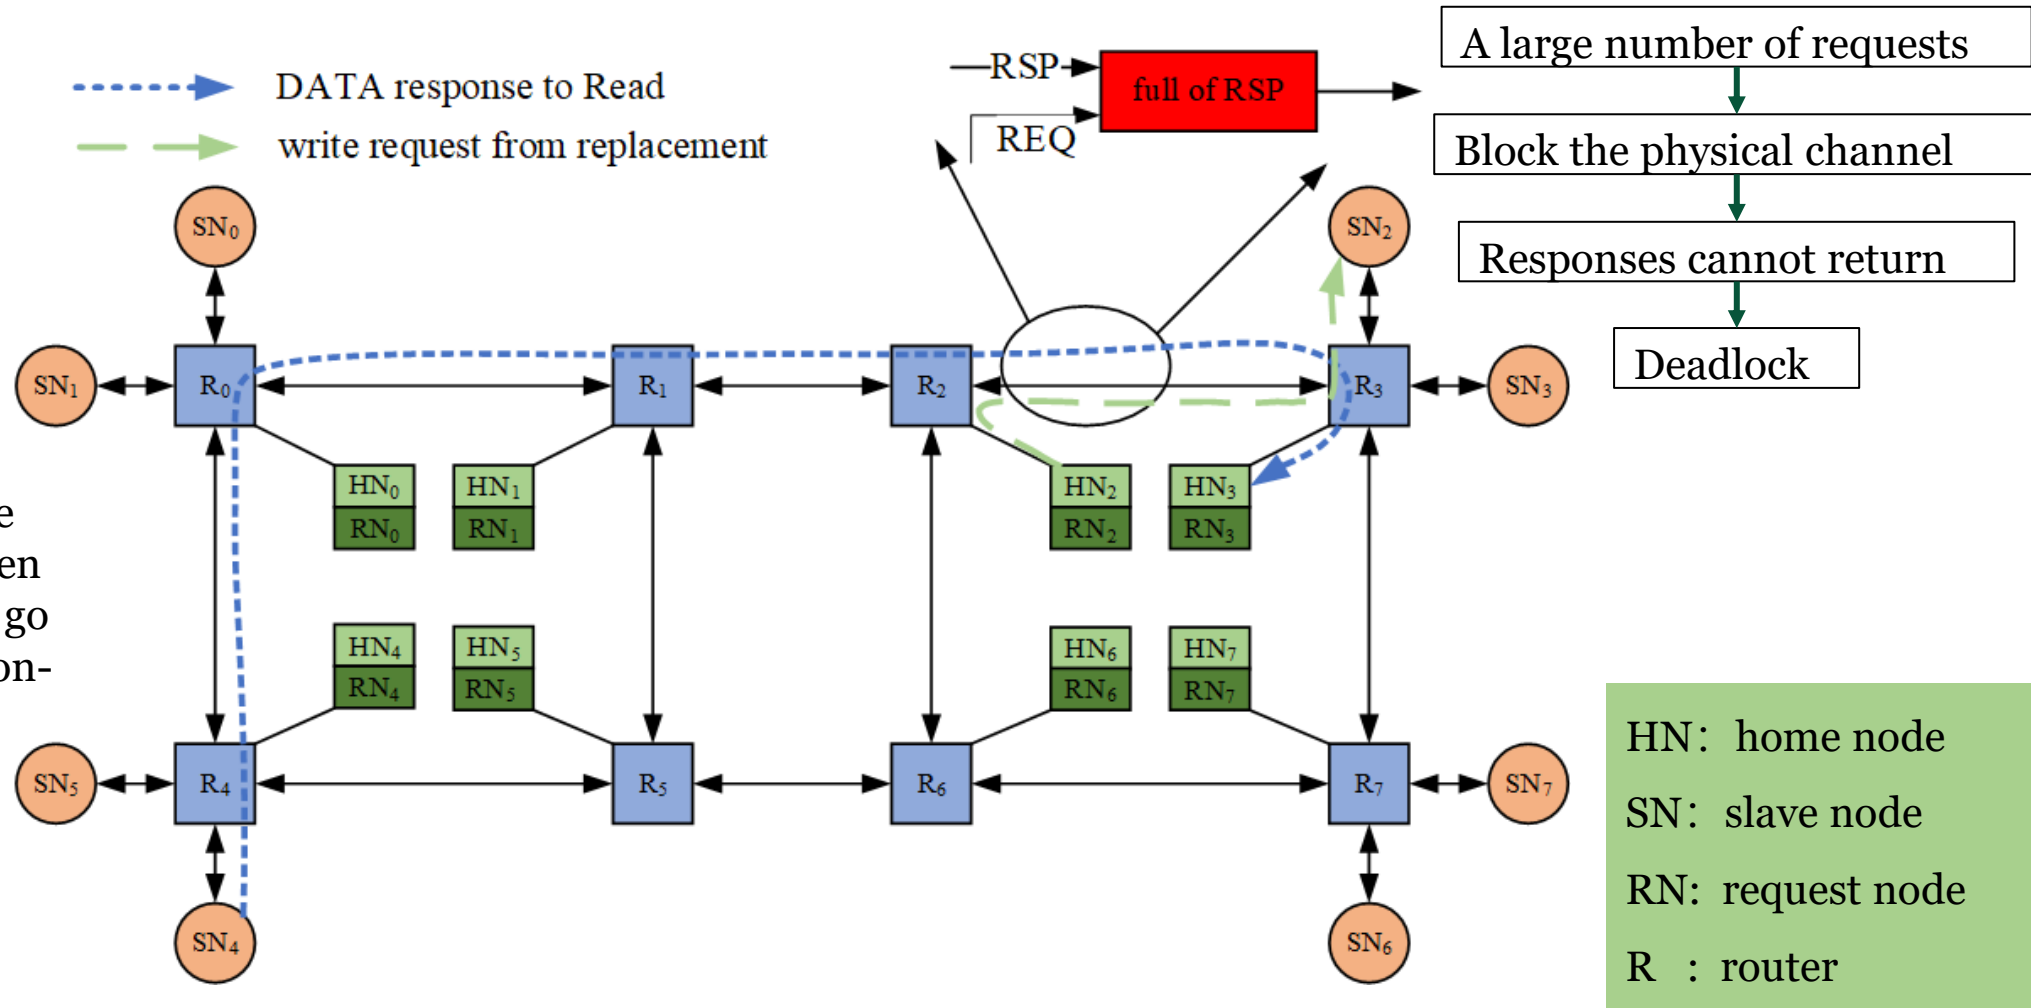 A large number of requests
RSP
full of RSP
DATA response to Read
REQ
write request from replacement
Block the physical channel
Responses cannot return
Deadlock
SN0
SN2
SN1
R0
R1
R2
R3
SN3
HN0
HN1
HN2
HN3
RN0
RN1
RN2
RN3
e
en
go
on-
HN4
HN5
HN6
HN7
RN4
RN5
RN6
RN7
SN5
R4
R5
R6
R7
SN7
SN4
SN6
HN: home node
SN: slave node
RN: request node
R : router